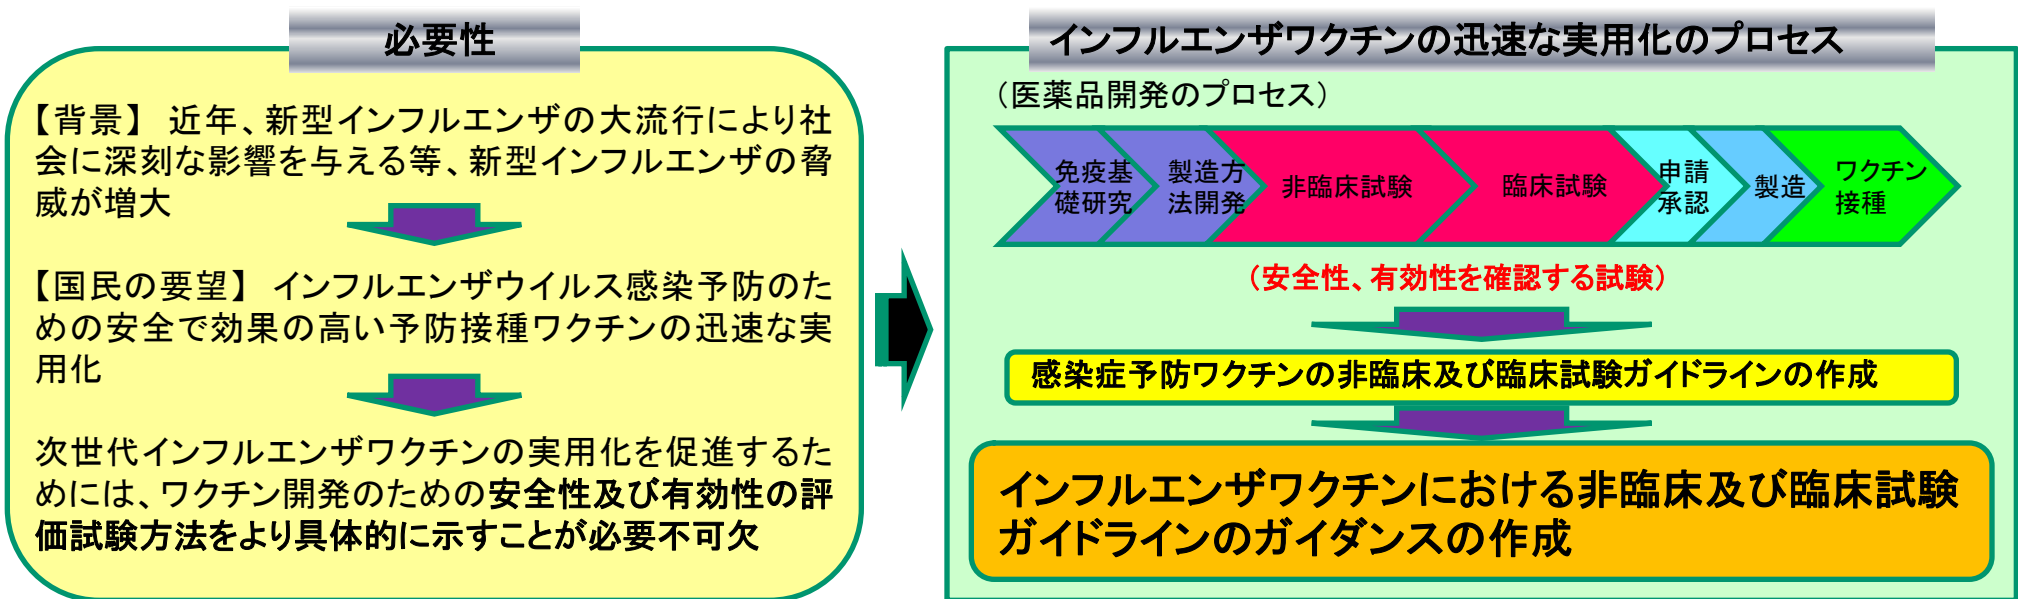 必要性
【背景】 近年、新型インフルエンザの大流行により社
会に深刻な影響を与える等、新型インフルエンザの脅
威が増大
【国民の要望】 インフルエンザウイルス感染予防のた
めの安全で効果の高い予防接種ワクチンの迅速な実
用化
次世代インフルエンザワクチンの実用化を促進するた
めには、ワクチン開発のための安全性及び有効性の評
価試験方法をより具体的に示すことが必要不可欠
インフルエンザワクチンの迅速な実用化のプロセス
（医薬品開発のプロセス）
免疫基
礎研究
製造方
法開発
非臨床試験
臨床試験
申請
承認
製造
ワクチン
接種
（安全性、有効性を確認する試験）
感染症予防ワクチンの非臨床及び臨床試験ガイドラインの作成
インフルエンザワクチンにおける非臨床及び臨床試験
ガイドラインのガイダンスの作成